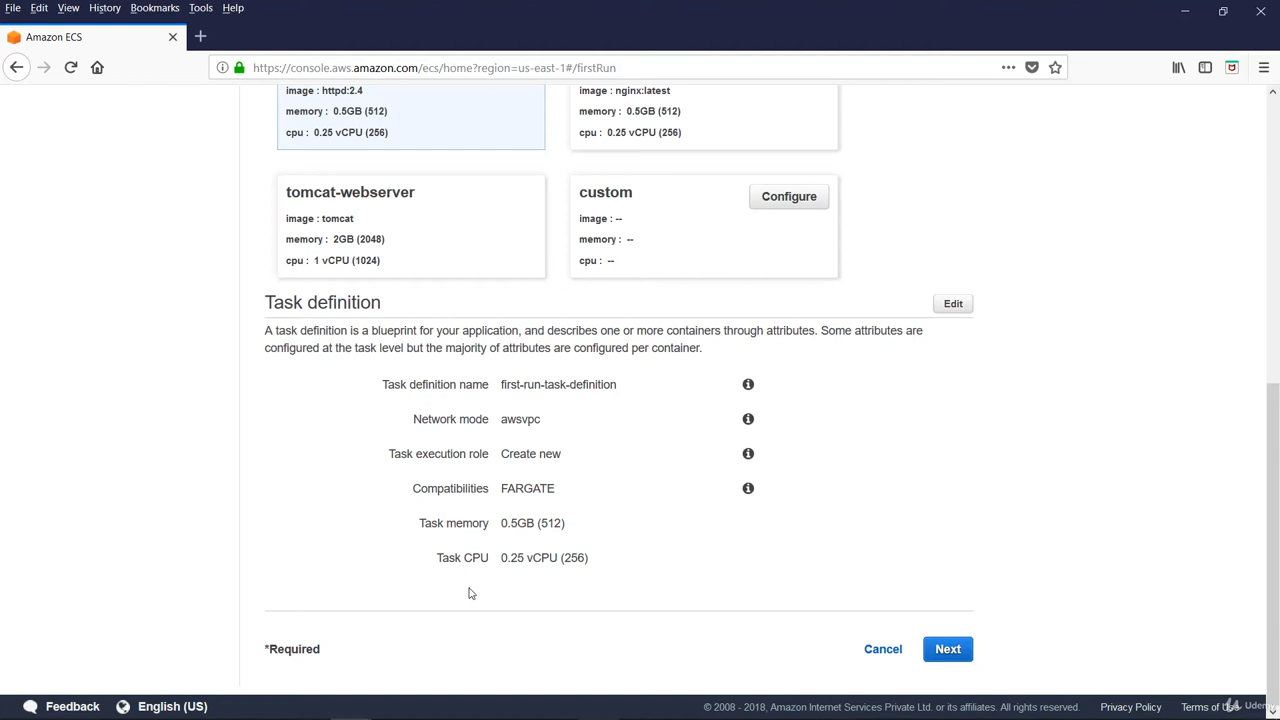 File Edit View History Bookmarks Tools Help
Amazon ECS
https://console.aws.amazon.com/ecs/home?region=us-east-1#/firstRun
image : httpd:2.4
memory : 0.5GB (512)
cpu : 0.25 vCPU (256)
image : nginx:latest
memory : 0.5GB (512)
cpu : 0.25 vCPU (256)
tomcat-webserver
image : tomcat
memory : 2GB (2048)
cpu : 1 vCPU (1024)
custom
Configure
image : --
memory : --
cpu : --
Task definition
Edit
A task definition is a blueprint for your application, and describes one or more containers through attributes. Some attributes are
configured at the task level but the majority of attributes are configured per container.
Task definition name first-run-task-definition
Network mode awsvpc
Task execution role Create new
Compatibilities FARGATE
Task memory 0.5GB (512)
Task CPU 0.25 vCPU (256)
*Required
Cancel
Next
Feedback
English (US)
© 2008 - 2018, Amazon Internet Services Private Ltd. or its affiliates. All rights reserved.
Privacy Policy
Terms of Use
Udemy